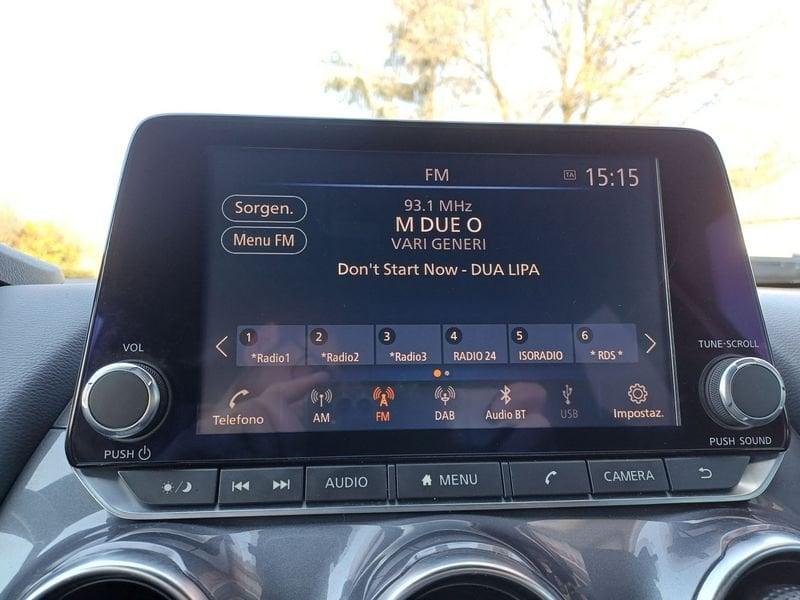 FM
TA 15:15
Sorgen.
Menu FM
93.1 MHz
M DUE O
VARI GENERI
Don't Start Now - DUA LIPA
1 *Radio1
2 *Radio2
3 *Radio3
4 RADIO 24
5 ISORADIO
6 * RDS *
Telefono
AM
FM
DAB
Audio BT
USB
Impostaz.
VOL
PUSH
TUNE-SCROLL
PUSH SOUND
AUDIO
MENU
CAMERA